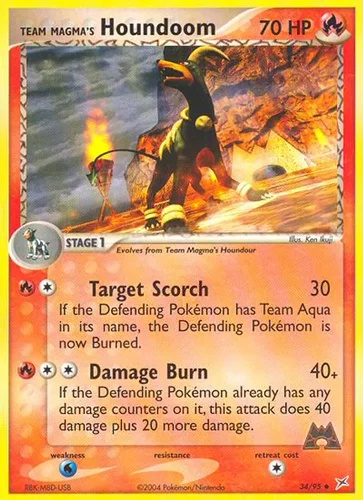 TEAM MAGMA'S Houndoom 70 HP
STAGE 1
Illus. Ken Ikuji
Evolves from Team Magma's Houndour
Target Scorch 30
If the Defending Pokémon has Team Aqua
in its name, the Defending Pokémon is
now Burned.
Damage Burn 40+
If the Defending Pokémon already has any
damage counters on it, this attack does 40
damage plus 20 more damage.
weakness resistance retreat cost
RBK-M8D-USB ©2004 Pokémon/Nintendo 34/95